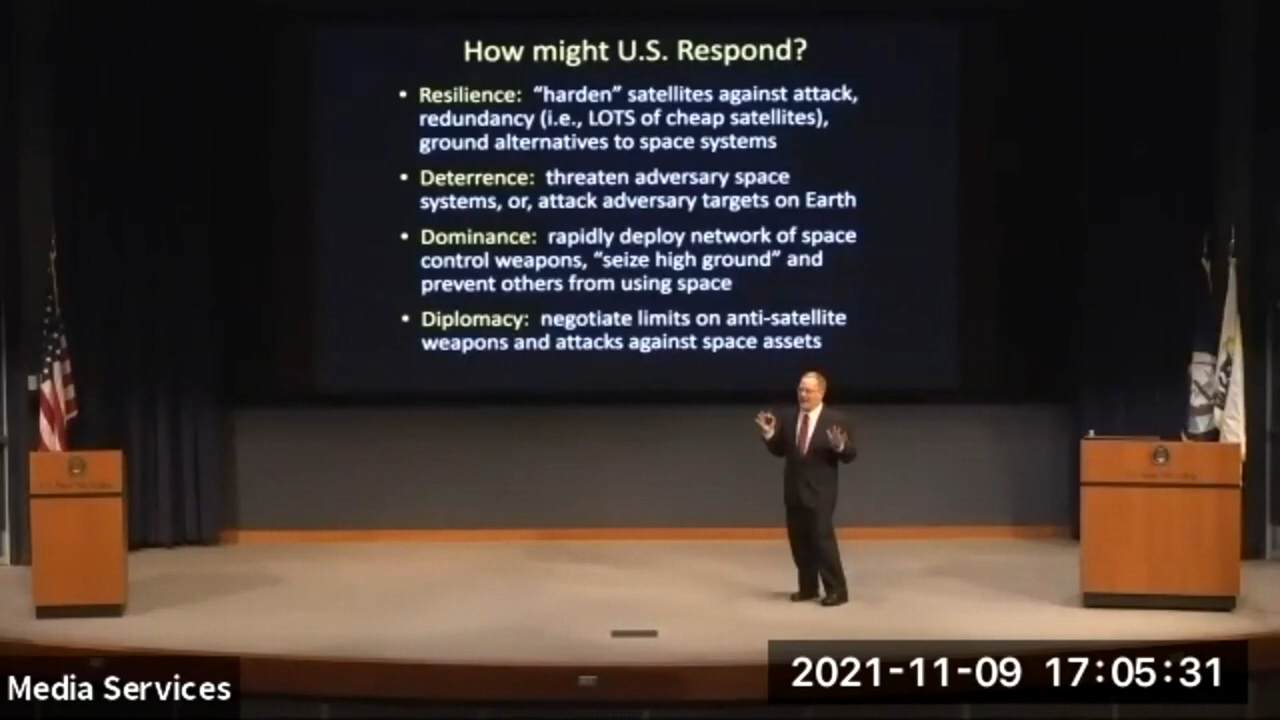 How might U.S. Respond?
• Resilience: “harden” satellites against attack,
redundancy (i.e., LOTS of cheap satellites),
ground alternatives to space systems
• Deterrence: threaten adversary space
systems, or, attack adversary targets on Earth
• Dominance: rapidly deploy network of space
control weapons, “seize high ground” and
prevent others from using space
• Diplomacy: negotiate limits on anti-satellite
weapons and attacks against space assets
Media Services
2021-11-09 17:05:31